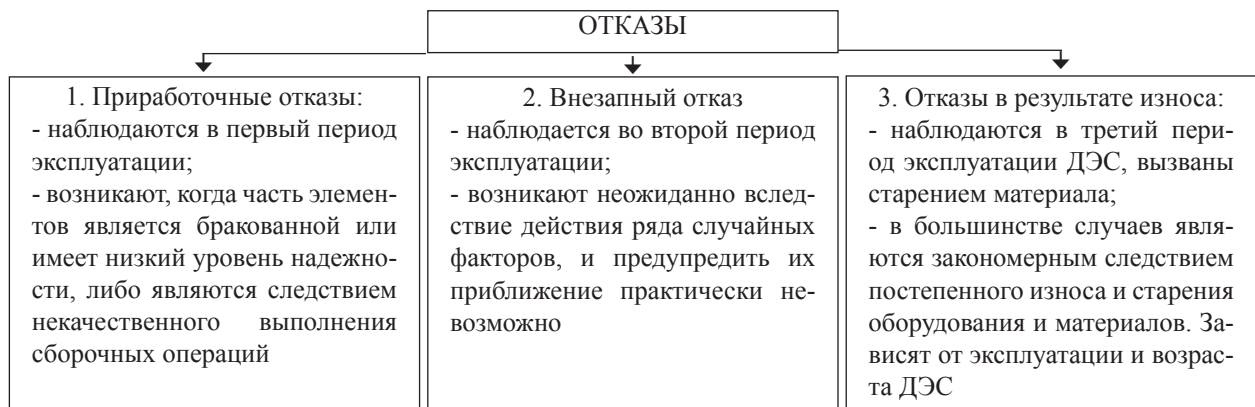 ОТКАЗЫ
1. Приработочные отказы:
- наблюдаются в первый период
эксплуатации;
- возникают, когда часть элемен-
тов является бракованной или
имеет низкий уровень надежно-
сти, либо являются следствием
некачественного выполнения
сборочных операций
2. Внезапный отказ
- наблюдается во второй период
эксплуатации;
- возникают неожиданно вслед-
ствие действия ряда случайных
факторов, и предупредить их
приближение практически не-
возможно
3. Отказы в результате износа:
- наблюдаются в третий пери-
од эксплуатации ДЭС, вызваны
старением материала;
- в большинстве случаев явля-
ются закономерным следствием
постепенного износа и старения
оборудования и материалов. За-
висят от эксплуатации и возрас-
та ДЭС